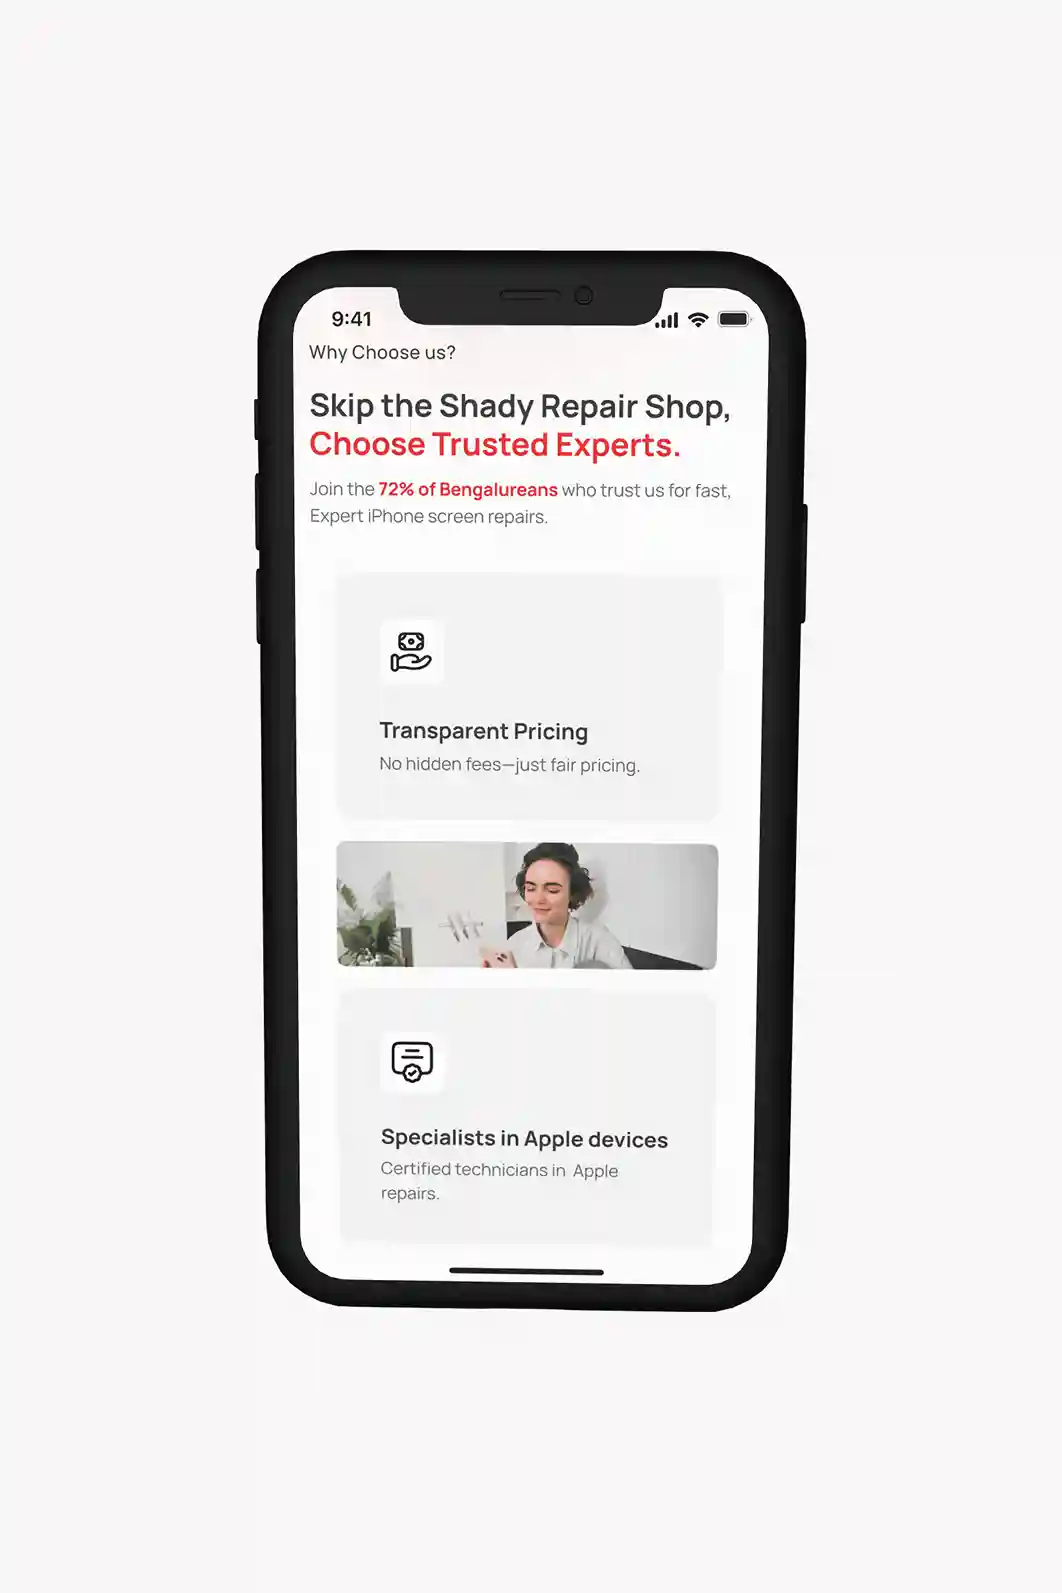 9:41
Why Choose us?
Skip the Shady Repair Shop,
Choose Trusted Experts.
Join the 72% of Bengalureans who trust us for fast,
Expert iPhone screen repairs.
Transparent Pricing
No hidden fees—just fair pricing.
Specialists in Apple devices
Certified technicians in  Apple
repairs.